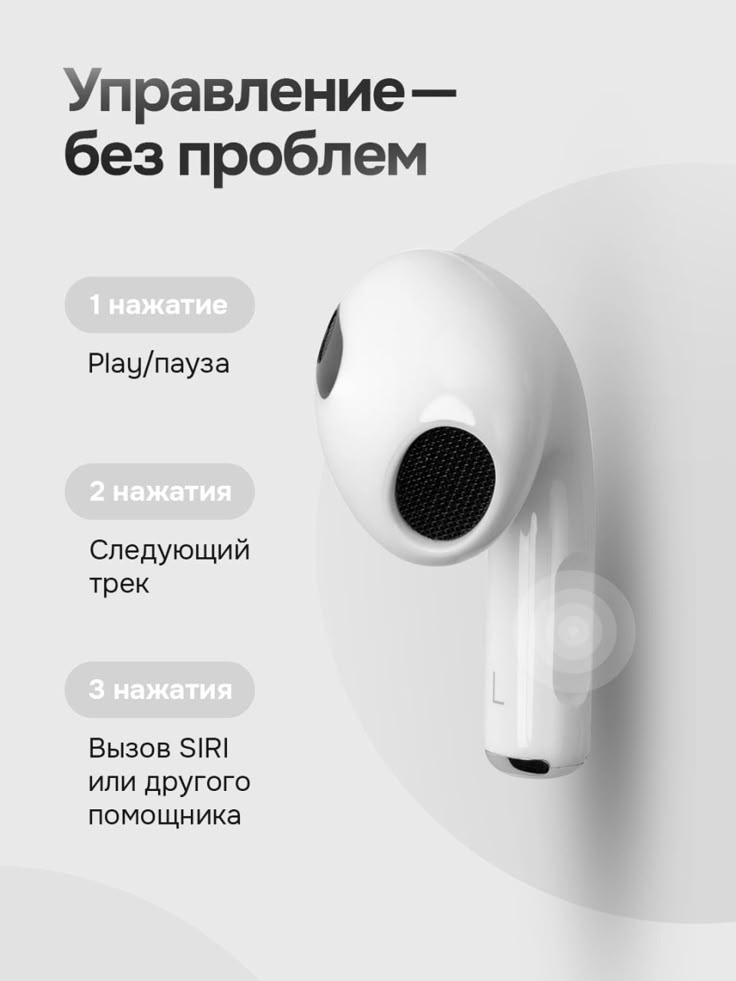 Управление—
без проблем
1 нажатие
Play/пауза
2 нажатия
Следующий
трек
3 нажатия
Вызов SIRI
или другого
помощника
L